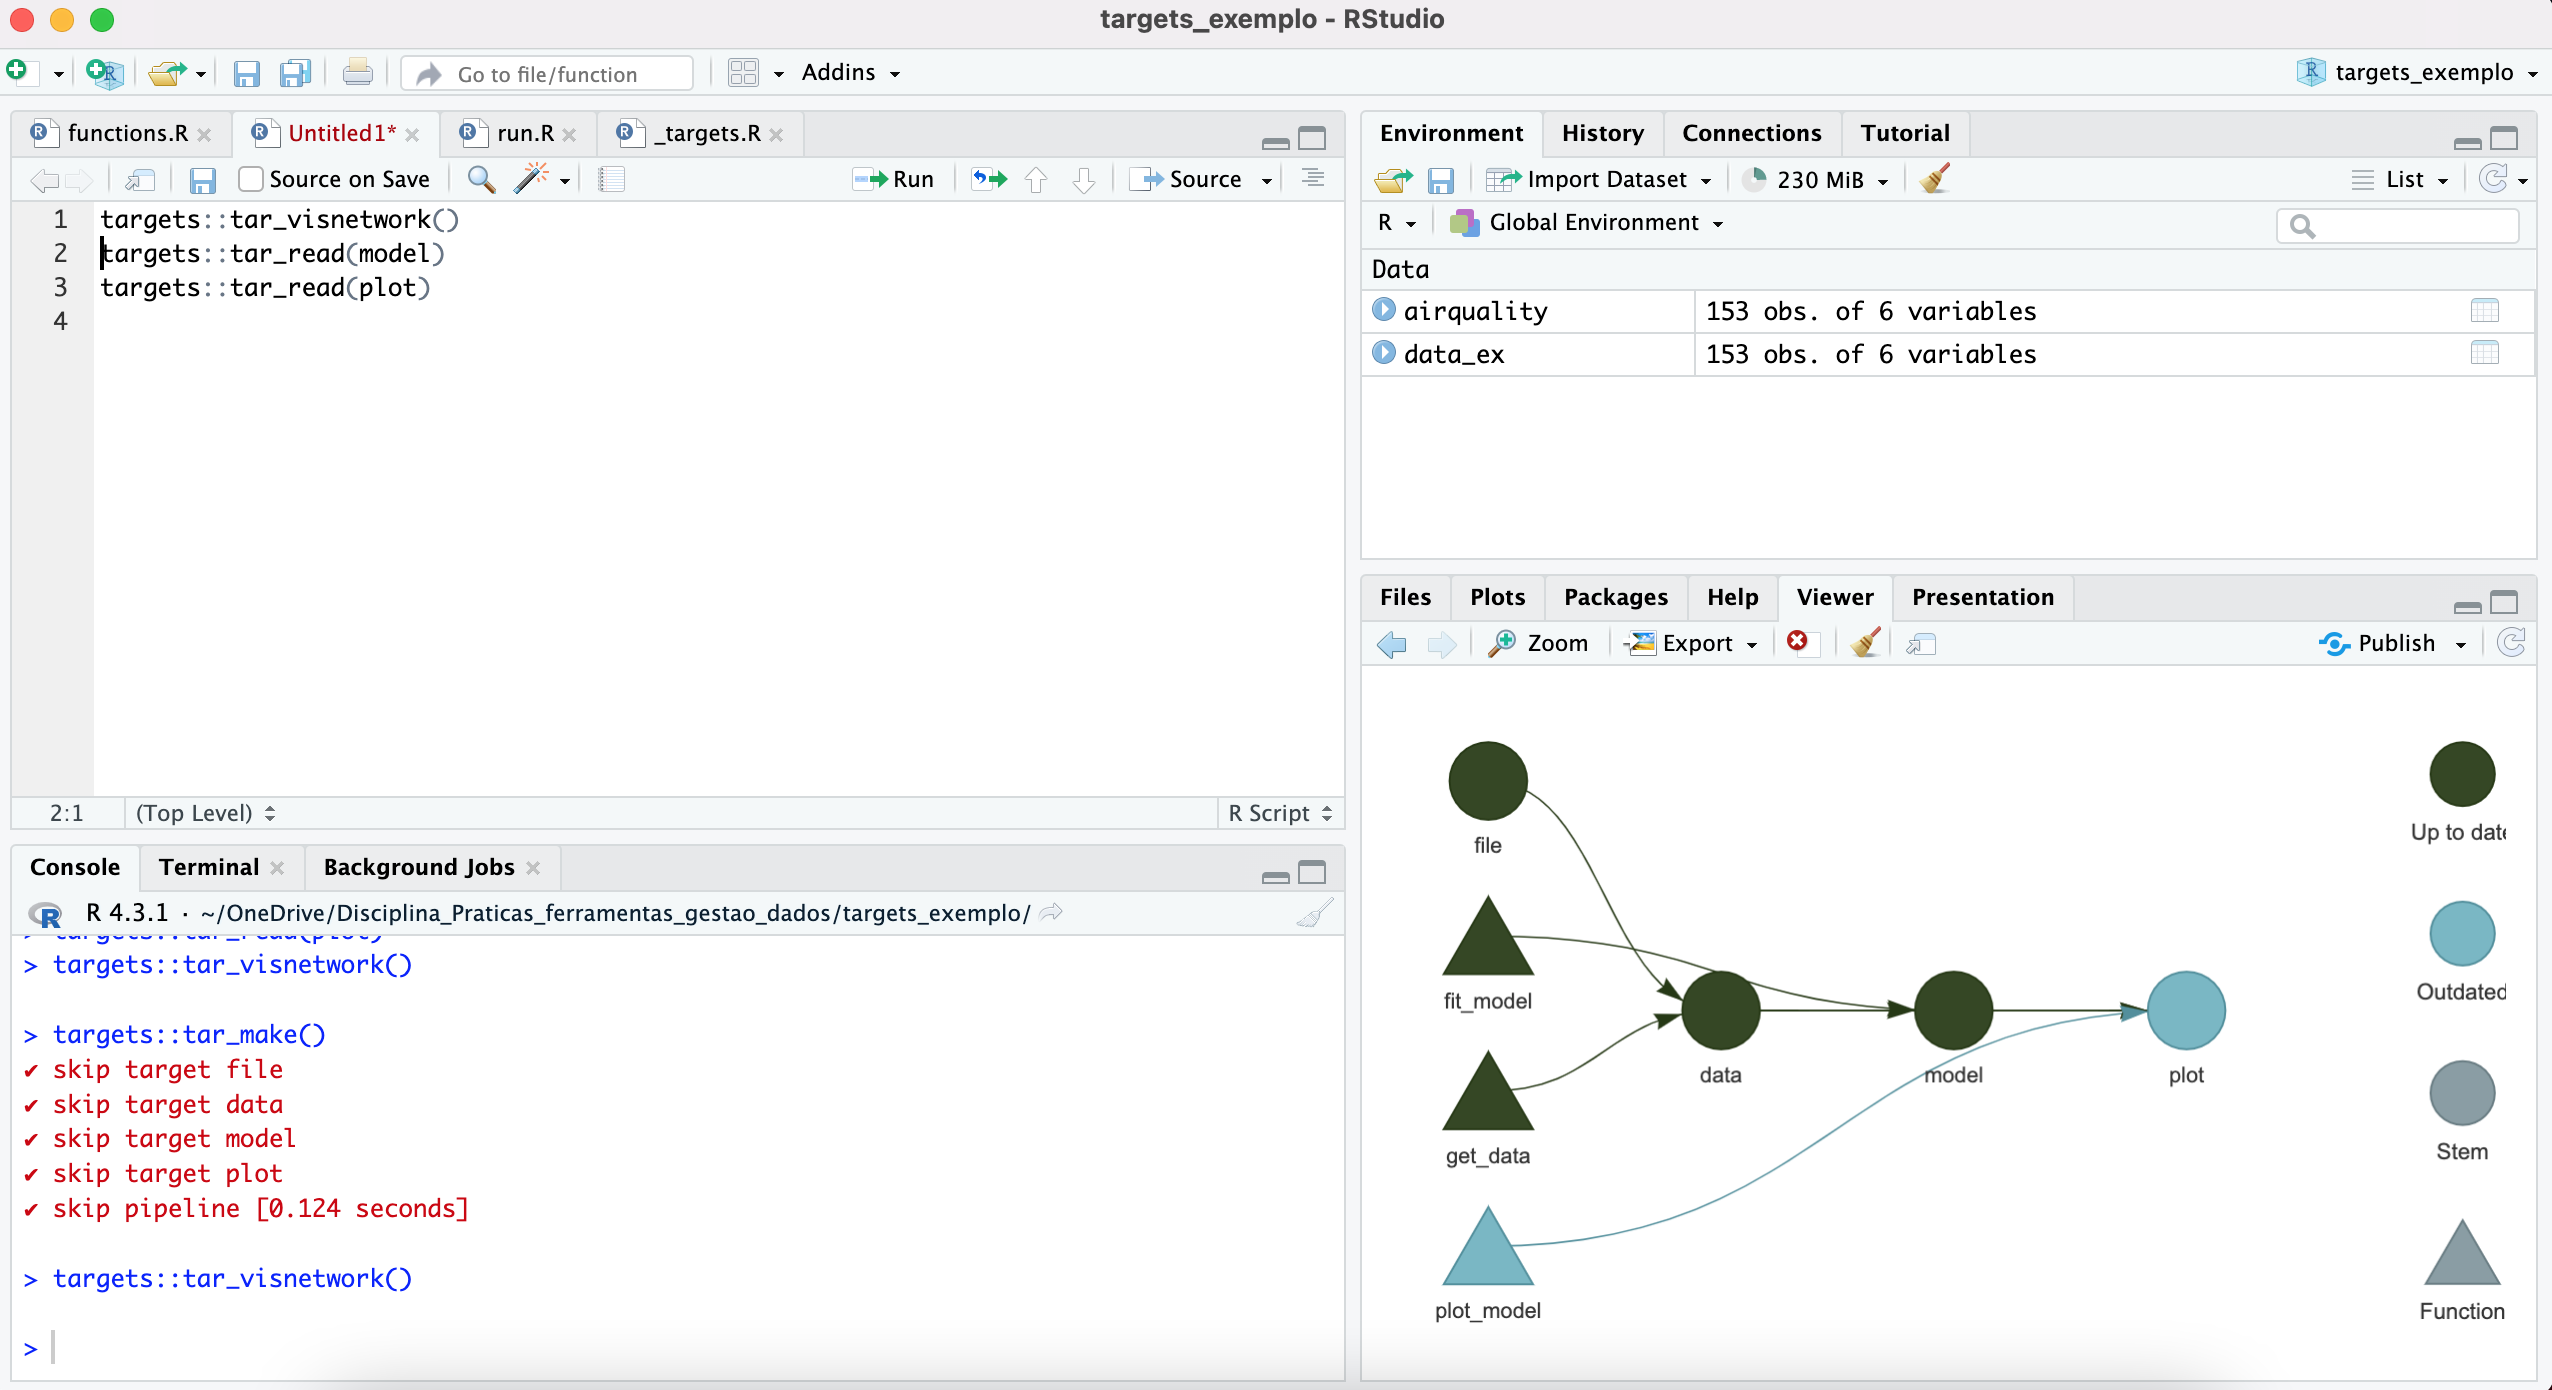 targets_exemplo - RStudio
Go to file/function
Addins
targets_exemplo
functions.R
Untitled1*
run.R
_targets.R
Source on Save
Run
Source
1 targets::tar_visnetwork()
2 targets::tar_read(model)
3 targets::tar_read(plot)
4
2:1
(Top Level)
R Script
Console
Terminal
Background Jobs
R 4.3.1 · ~/OneDrive/Disciplina_Praticas_ferramentas_gestao_dados/targets_exemplo/
> targets::tar_read(plot)
> targets::tar_visnetwork()
> targets::tar_make()
✔ skip target file
✔ skip target data
✔ skip target model
✔ skip target plot
✔ skip pipeline [0.124 seconds]
> targets::tar_visnetwork()
>
Environment
History
Connections
Tutorial
Import Dataset
230 MiB
List
R
Global Environment
Data
airquality 153 obs. of 6 variables
data_ex 153 obs. of 6 variables
Files
Plots
Packages
Help
Viewer
Presentation
Zoom
Export
Publish
file
fit_model
get_data
plot_model
data
model
plot
Up to date
Outdated
Stem
Function